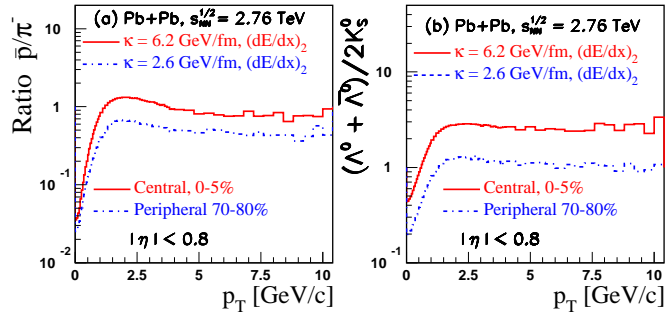 (a) Pb+Pb, s_NN^1/2 = 2.76 TeV
κ = 6.2 GeV/fm, (dE/dx)_2
κ = 2.6 GeV/fm, (dE/dx)_2
Ratio p̄/π⁻
10
1
10^-1
10^-2
Central, 0-5%
Peripheral 70-80%
|η| < 0.8
0 2.5 5 7.5 10
p_T [GeV/c]
(b) Pb+Pb, s_NN^1/2 = 2.76 TeV
κ = 6.2 GeV/fm, (dE/dx)_2
κ = 2.6 GeV/fm, (dE/dx)_2
(Λ⁰ + Λ̄⁰)/2K_s⁰
10
1
10^-1
Central, 0-5%
Peripheral 70-80%
|η| < 0.8
0 2.5 5 7.5 10
p_T [GeV/c]